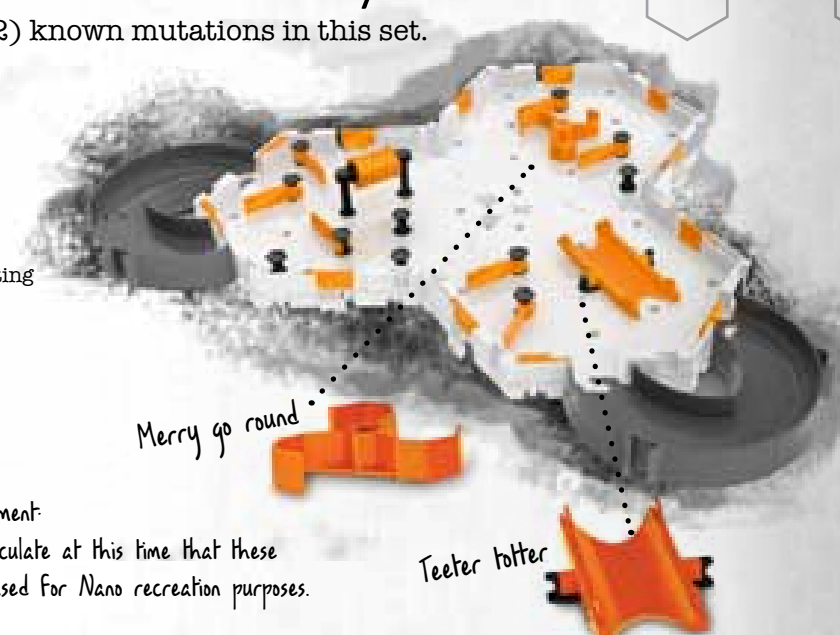 2) known mutations in this set.
ting
Merry go round
ment.
culate at this time that these
sed for Nano recreation purposes.
Teeter totter